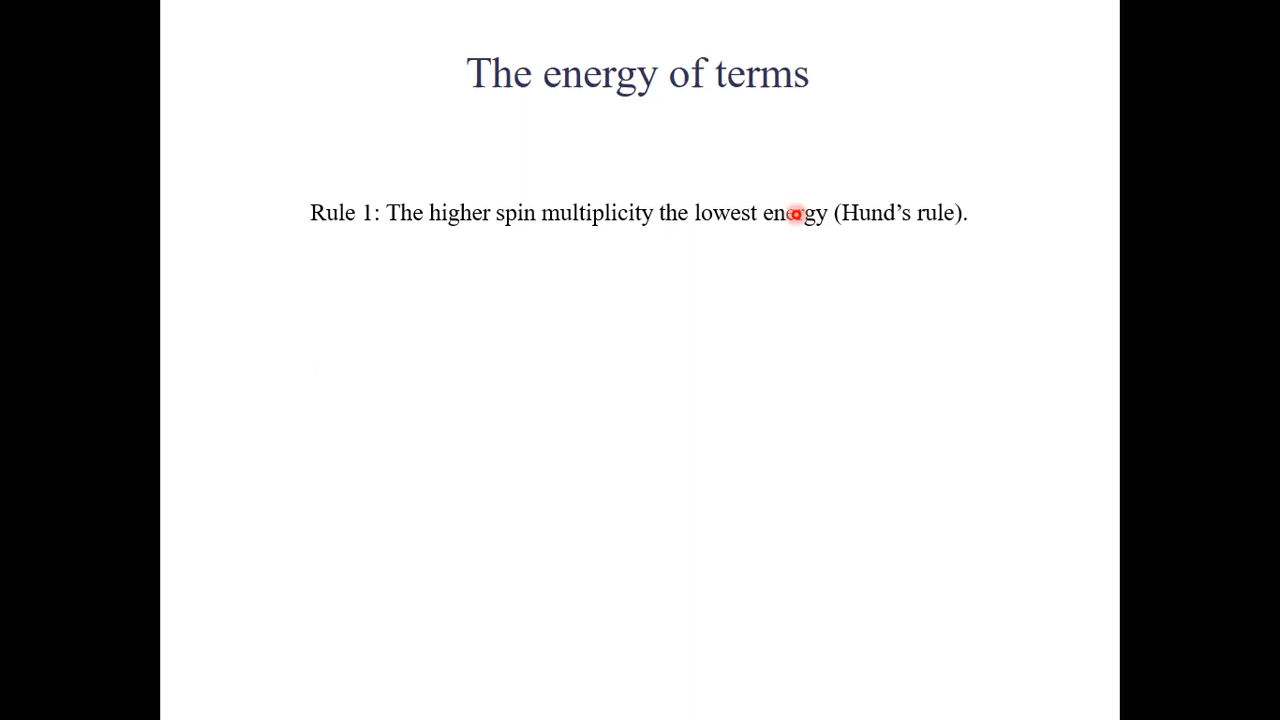 The energy of terms
Rule 1: The higher spin multiplicity the lowest energy (Hund’s rule).